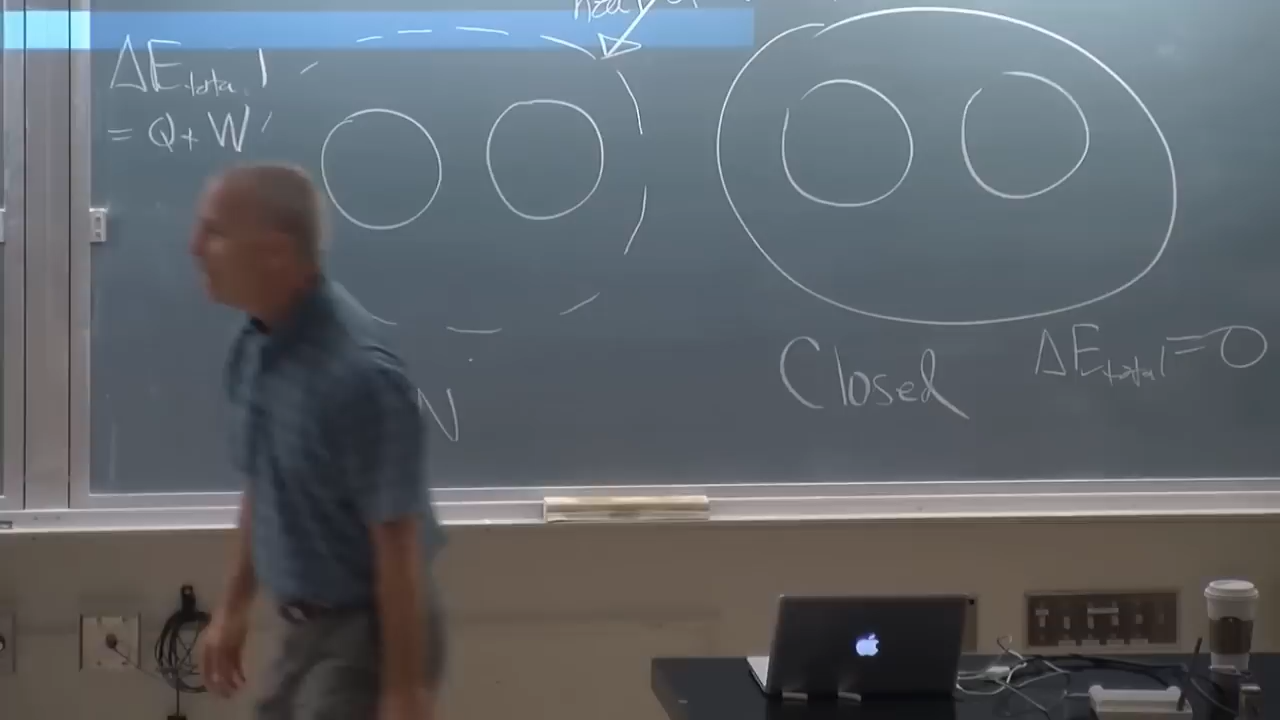 ΔE_total
= Q + W
N
Closed
ΔE_total = 0